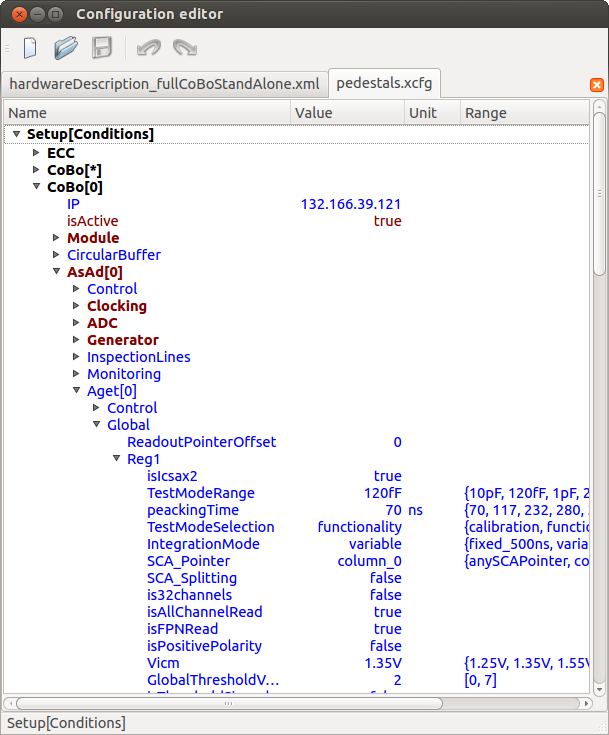 Configuration editor
hardwareDescription_fullCoBoStandAlone.xml pedestals.xcfg
Name Value Unit Range
Setup[Conditions]
ECC
CoBo[*]
CoBo[0]
IP 132.166.39.121
isActive true
Module
CircularBuffer
AsAd[0]
Control
Clocking
ADC
Generator
InspectionLines
Monitoring
Aget[0]
Control
Global
ReadoutPointerOffset 0
Reg1
isIcsax2 true
TestModeRange 120fF {10pF, 120fF, 1pF, 2
peackingTime 70 ns {70, 117, 232, 280,
TestModeSelection functionality {calibration, functio
IntegrationMode variable {fixed_500ns, varia
SCA_Pointer column_0 {anySCAPointer, co
SCA_Splitting false
is32channels false
isAllChannelRead true
isFPNRead true
isPositivePolarity false
Vicm 1.35V {1.25V, 1.35V, 1.55V
GlobalThresholdV... 2 [0, 7]
Setup[Conditions]